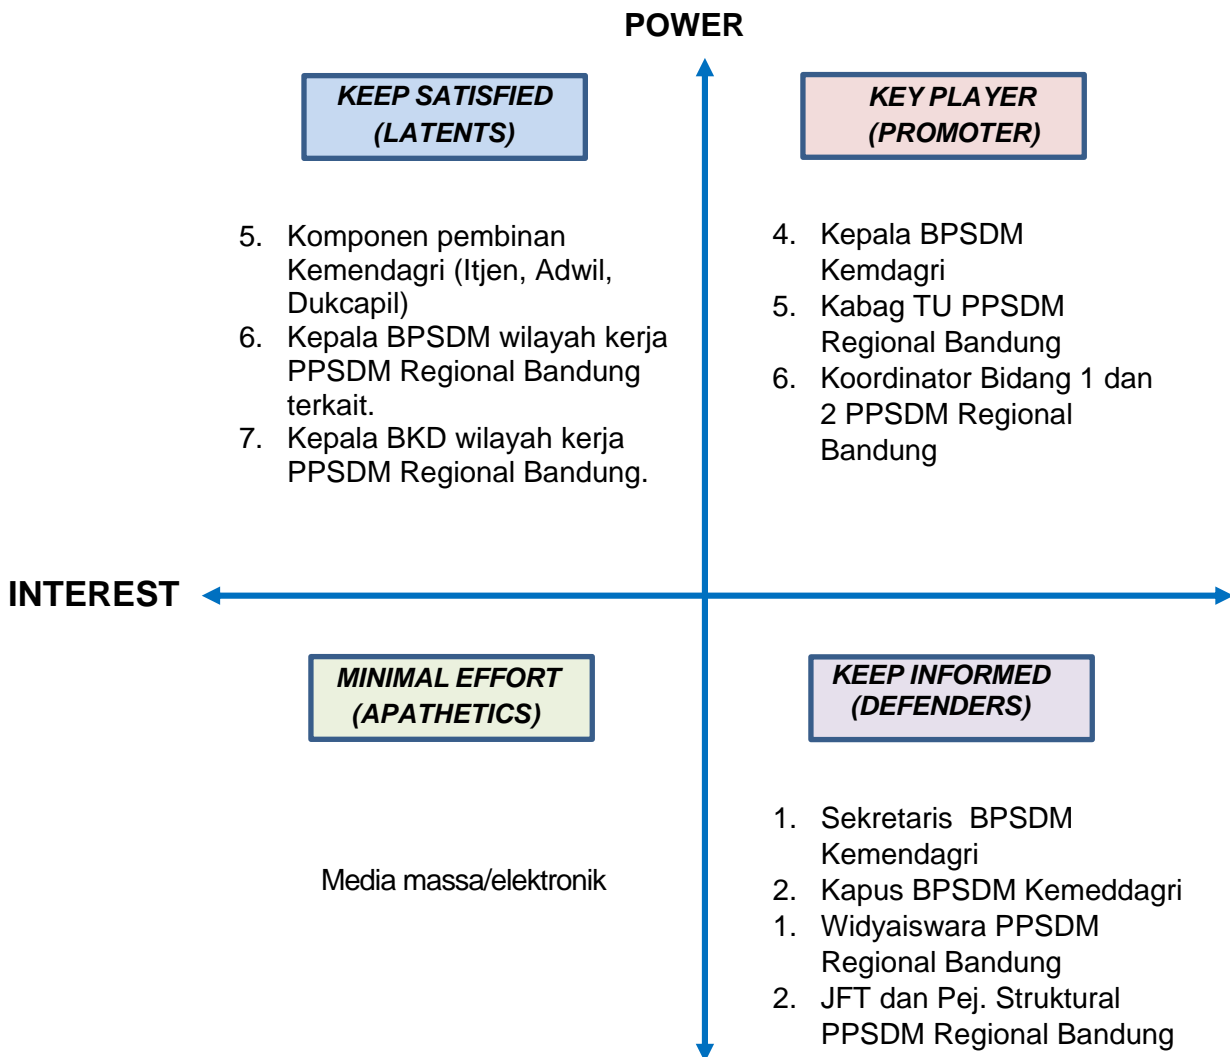 POWER
KEEP SATISFIED
(LATENTS)
KEY PLAYER
(PROMOTER)
5. Komponen pembinan
Kemendagri (Itjen, Adwil,
Dukcapil)
6. Kepala BPSDM wilayah kerja
PPSDM Regional Bandung
terkait.
7. Kepala BKD wilayah kerja
PPSDM Regional Bandung.
4. Kepala BPSDM
Kemdagri
5. Kabag TU PPSDM
Regional Bandung
6. Koordinator Bidang 1 dan
2 PPSDM Regional
Bandung
INTEREST
MINIMAL EFFORT
(APATHETICS)
KEEP INFORMED
(DEFENDERS)
Media massa/elektronik
1. Sekretaris BPSDM
Kemendagri
2. Kapus BPSDM Kemeddagri
1. Widyaiswara PPSDM
Regional Bandung
2. JFT dan Pej. Struktural
PPSDM Regional Bandung